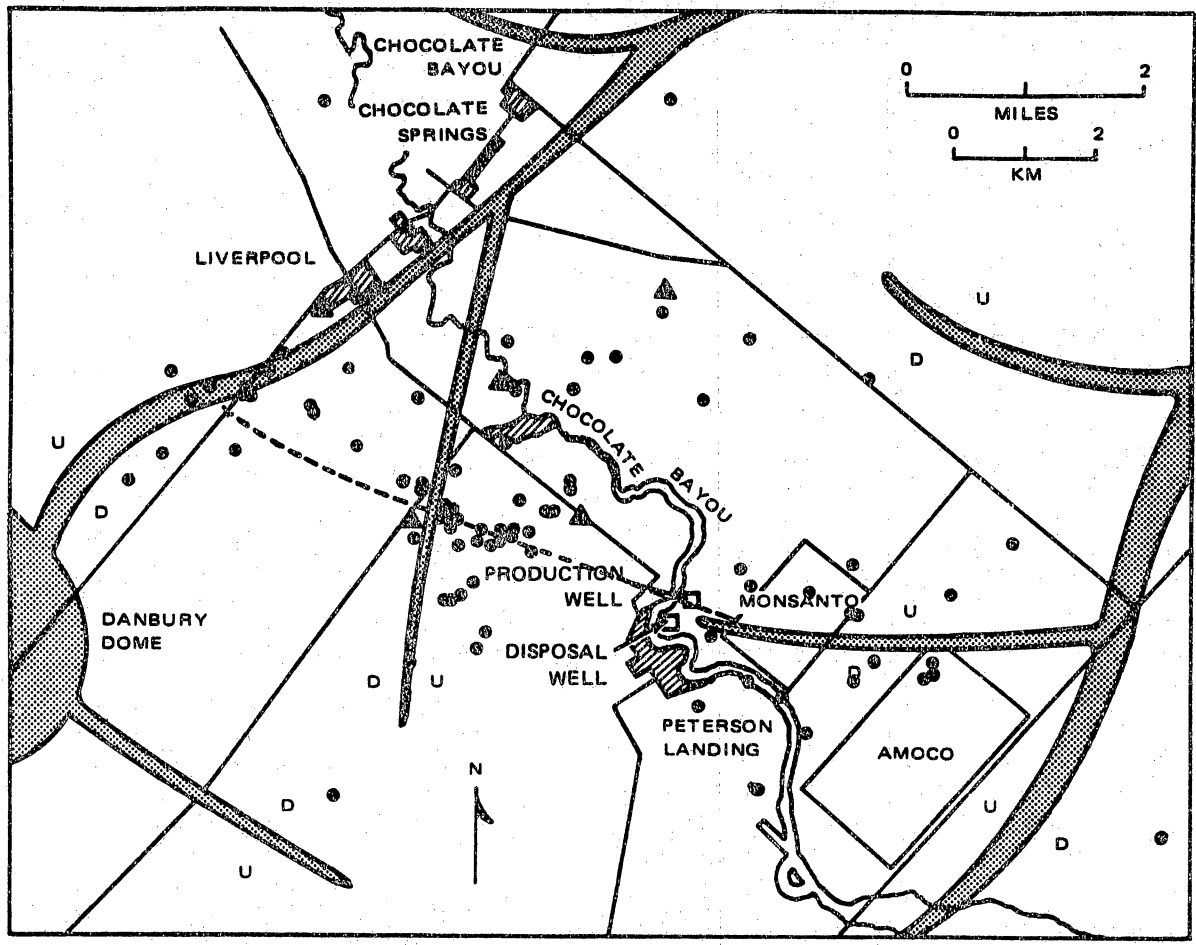 CHOCOLATE
BAYOU
CHOCOLATE
SPRINGS
0 2
MILES
0 2
KM
LIVERPOOL
U
D
CHOCOLATE BAYOU
U
D
PRODUCTION
WELL
MONSANTO
U
DANBURY
DOME
DISPOSAL
WELL
D
D U
PETERSON
LANDING
AMOCO
N
D
U
U
D